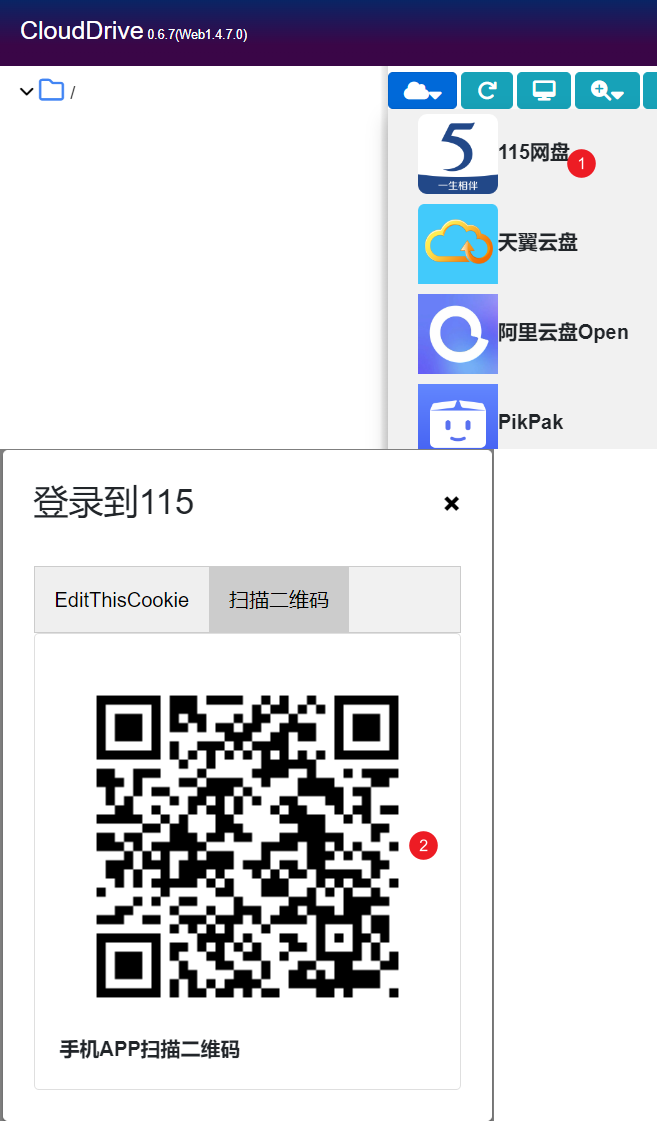 CloudDrive 0.6.7(Web1.4.7.0)
/
5
一生相伴
115网盘
1
天翼云盘
阿里云盘Open
PikPak
登录到115
×
EditThisCookie
扫描二维码
2
手机APP扫描二维码